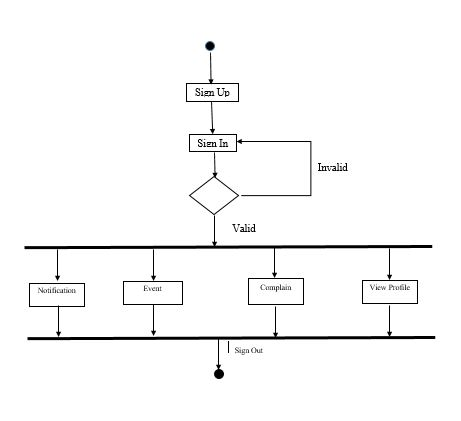 Sign Up
Sign In
Invalid
Valid
Notification
Event
Complain
View Profile
Sign Out